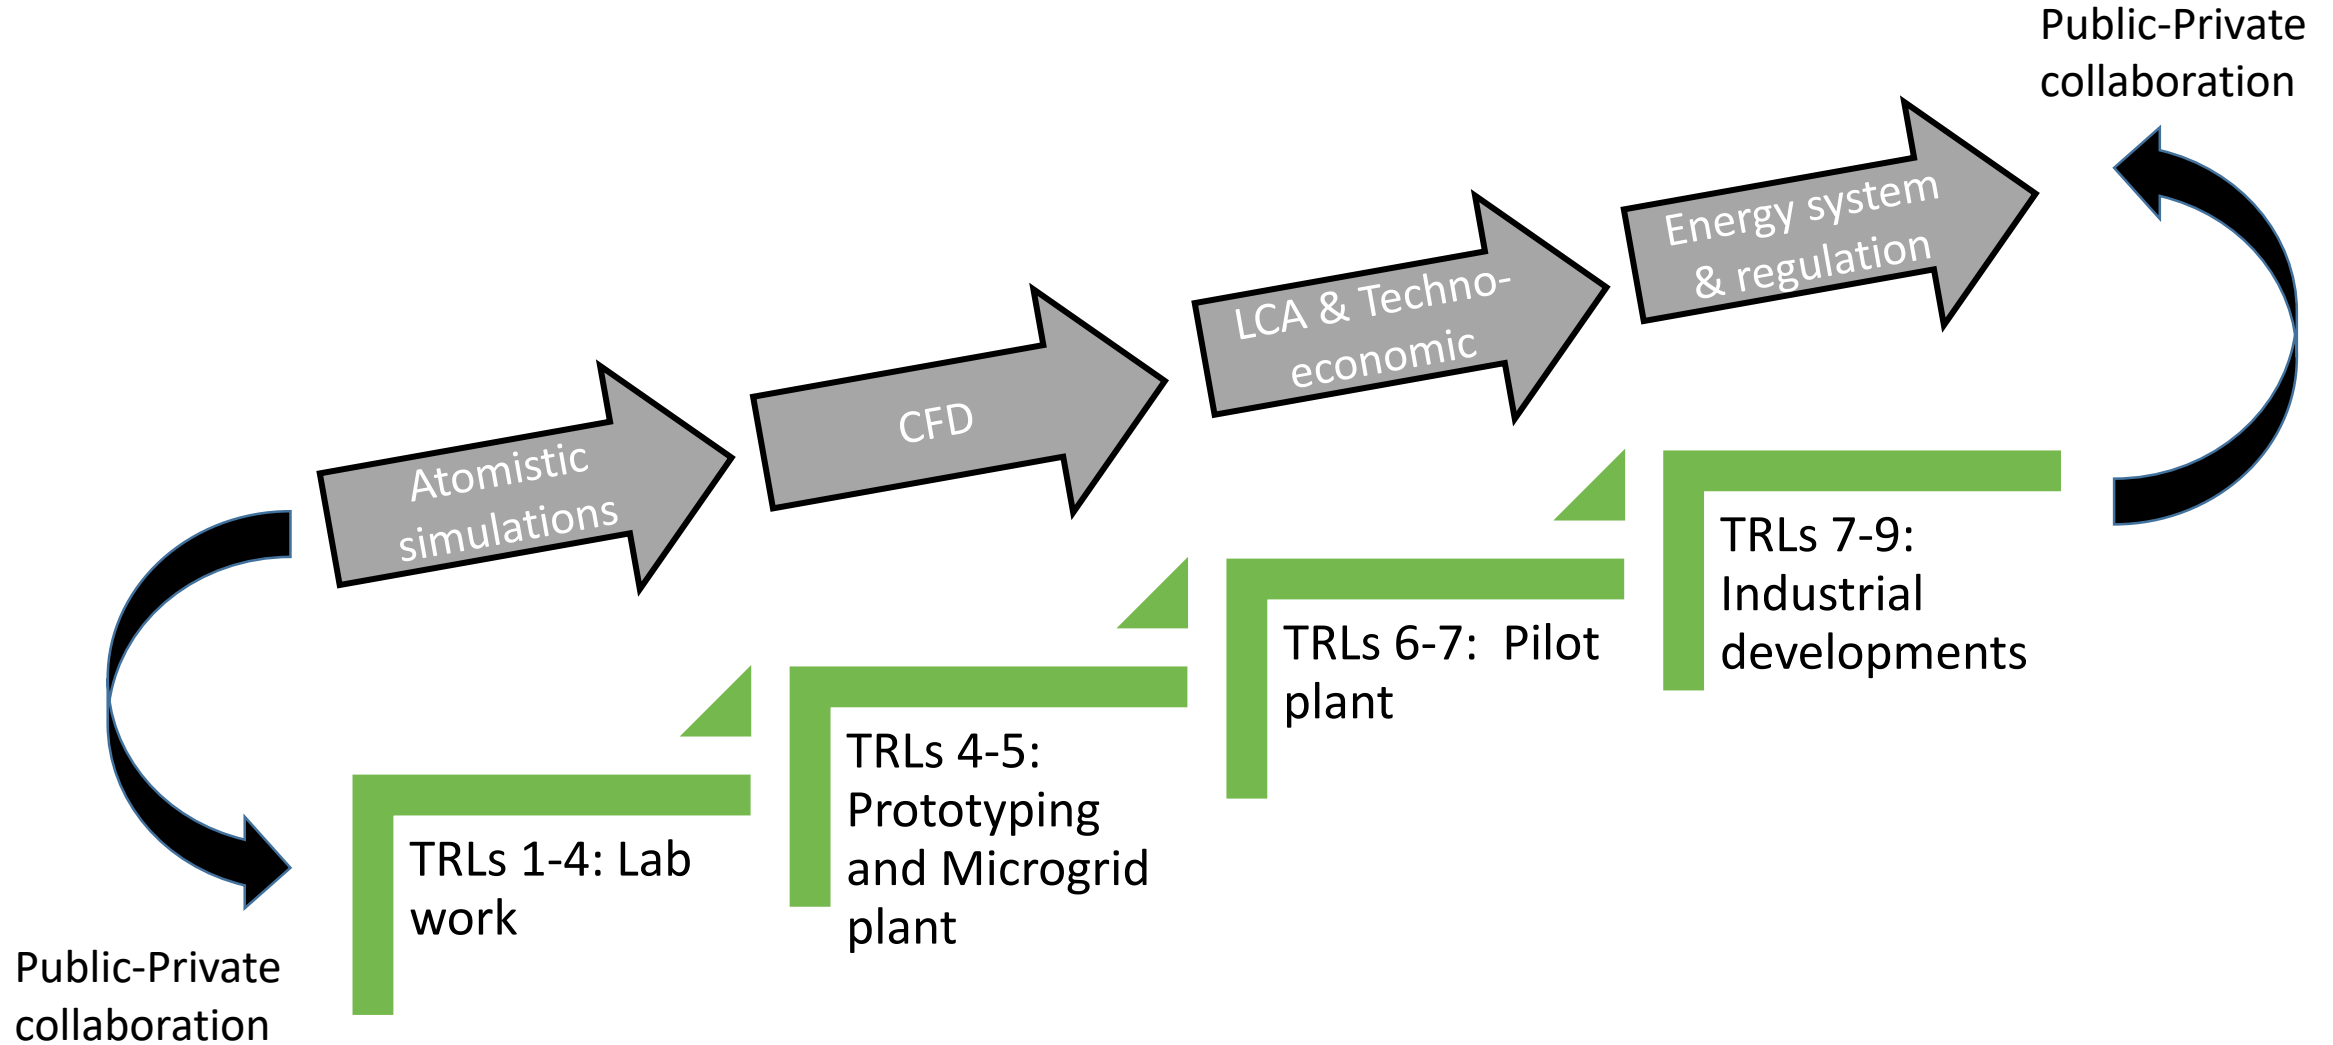 Public-Private
collaboration
Energy system
& regulation
LCA & Techno-
economic
CFD
Atomistic
simulations
TRLs 7-9:
Industrial
developments
TRLs 6-7:  Pilot
plant
TRLs 4-5:
Prototyping
and Microgrid
plant
TRLs 1-4: Lab
work
Public-Private
collaboration